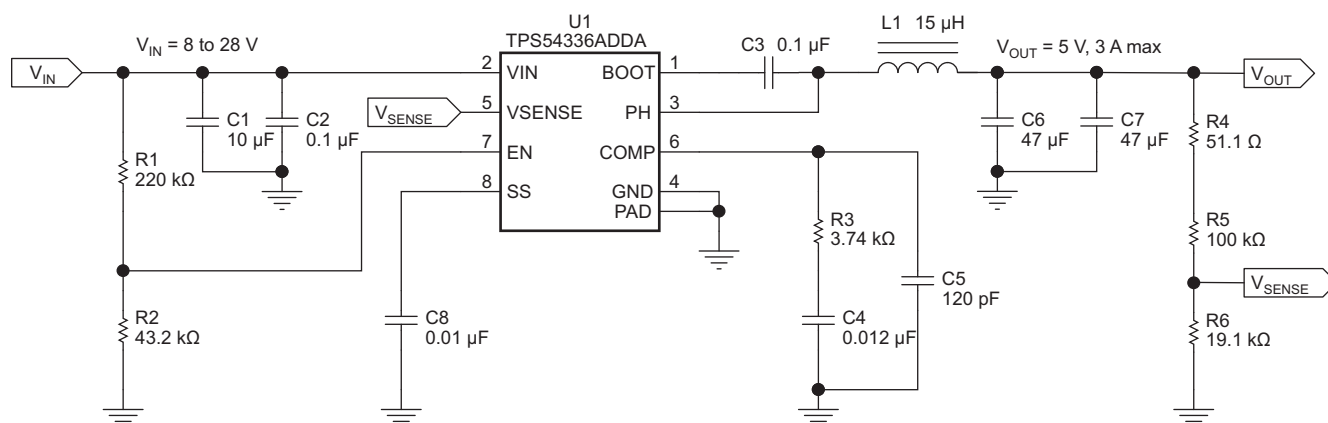 U1
TPS54336ADDA
V_IN = 8 to 28 V
V_IN
2 VIN
5 VSENSE
V_SENSE
7 EN
8 SS
BOOT 1
PH 3
COMP 6
GND 4
PAD
C1
10 µF
C2
0.1 µF
R1
220 kΩ
R2
43.2 kΩ
C8
0.01 µF
C3 0.1 µF
L1 15 µH
V_OUT = 5 V, 3 A max
V_OUT
R3
3.74 kΩ
C4
0.012 µF
C5
120 pF
C6
47 µF
C7
47 µF
R4
51.1 Ω
R5
100 kΩ
V_SENSE
R6
19.1 kΩ